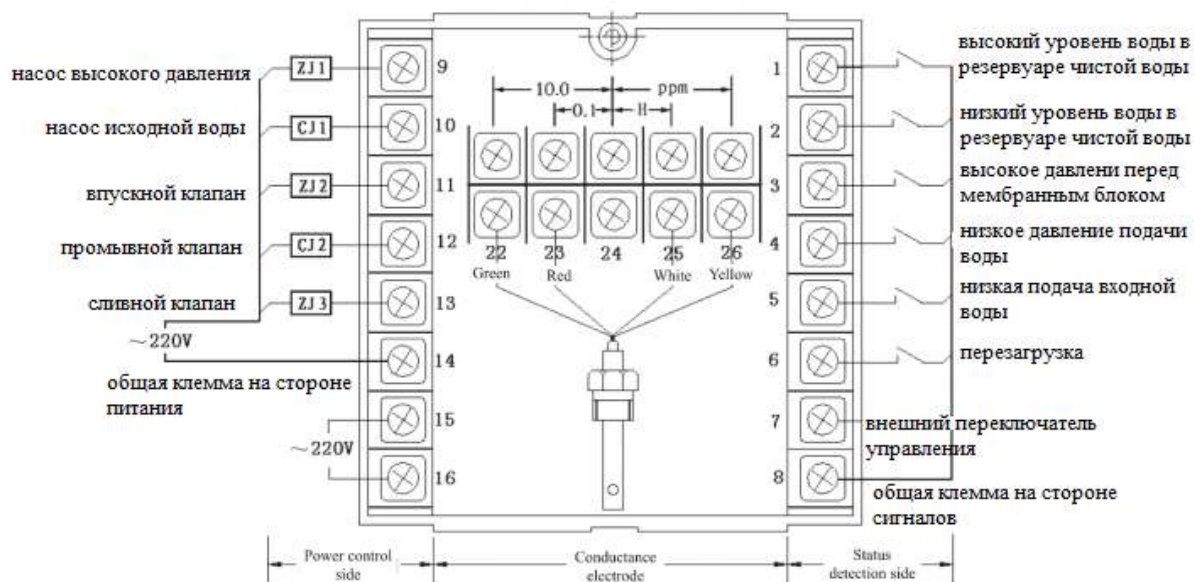 насос высокого давления
ZJ1
9
насос исходной воды
CJ1
10
впускной клапан
ZJ2
11
промывной клапан
CJ2
12
сливной клапан
ZJ3
13
~220V
14
общая клемма на стороне
питания
15
~220V
16
10.0
ppm
0.1
H
22
23
24
25
26
Green
Red
White
Yellow
1
высокий уровень воды в
резервуаре чистой воды
2
низкий уровень воды в
резервуаре чистой воды
3
высокое давлени перед
мембранным блоком
4
низкое давление подачи
воды
5
низкая подача входной
воды
6
перезагрузка
7
внешний переключатель
управления
8
общая клемма на стороне
сигналов
Power control
side
Conductance
electrode
Status
detection side